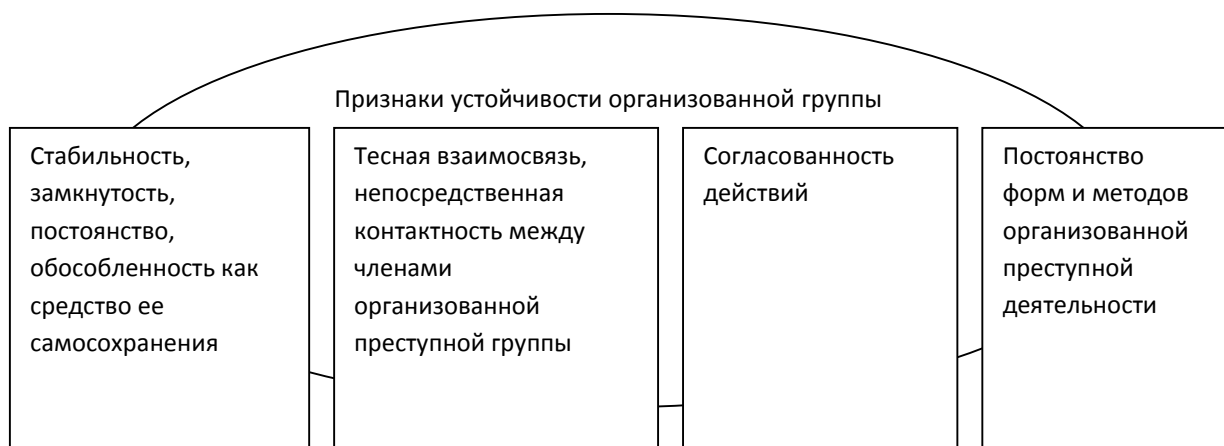 Признаки устойчивости организованной группы
Стабильность,
замкнутость,
постоянство,
обособленность как
средство ее
самосохранения
Тесная взаимосвязь,
непосредственная
контактность между
членами
организованной
преступной группы
Согласованность
действий
Постоянство
форм и методов
организованной
преступной
деятельности